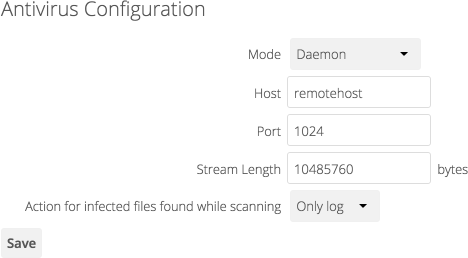 Antivirus Configuration
Mode Daemon
Host remotehost
Port 1024
Stream Length 10485760 bytes
Action for infected files found while scanning Only log
Save